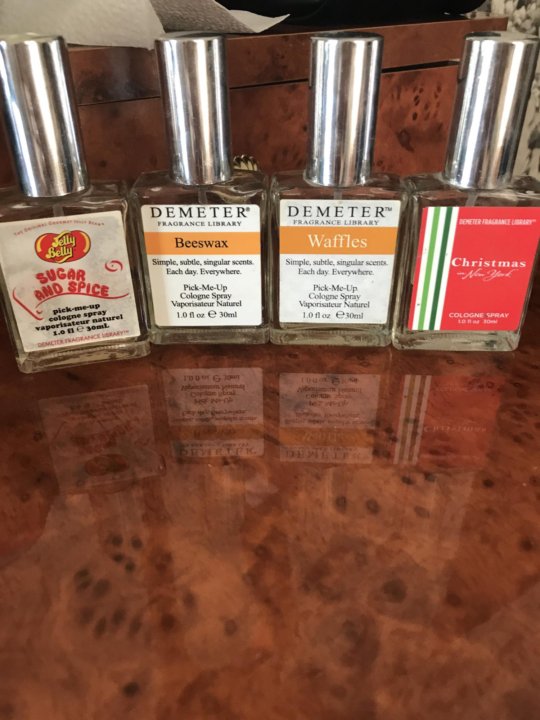 THE ORIGINAL GOURMET JELLY BEAN
Jelly
Belly
SUGAR
AND SPICE
pick-me-up
cologne spray
vaporisateur naturel
1.0 fl ℮ 30mL
DEMETER FRAGRANCE LIBRARY™
DEMETER®
FRAGRANCE LIBRARY
Beeswax
Simple, subtle, singular scents.
Each day. Everywhere.
Pick-Me-Up
Cologne Spray
Vaporisateur Naturel
1.0 fl oz ℮ 30ml
DEMETER™
FRAGRANCE LIBRARY
Waffles
Simple, subtle, singular scents.
Each day. Everywhere.
Pick-Me-Up
Cologne Spray
Vaporisateur Naturel
1.0 fl oz ℮30ml
DEMETER FRAGRANCE LIBRARY™
Christmas
in New York
COLOGNE SPRAY
1.0 fl oz 30ml